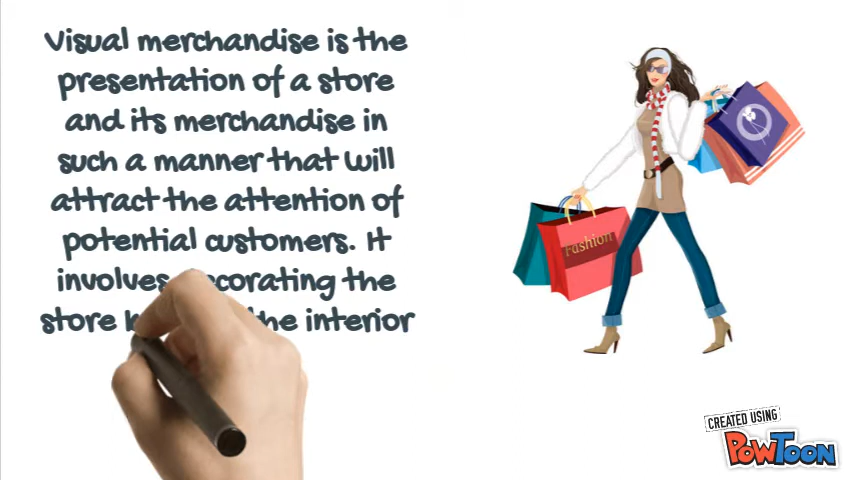 Visual merchandise is the
presentation of a store
and its merchandise in
such a manner that will
attract the attention of
potential customers. It
involves the
store the interior
Fashion
CREATED USING
POWTOON